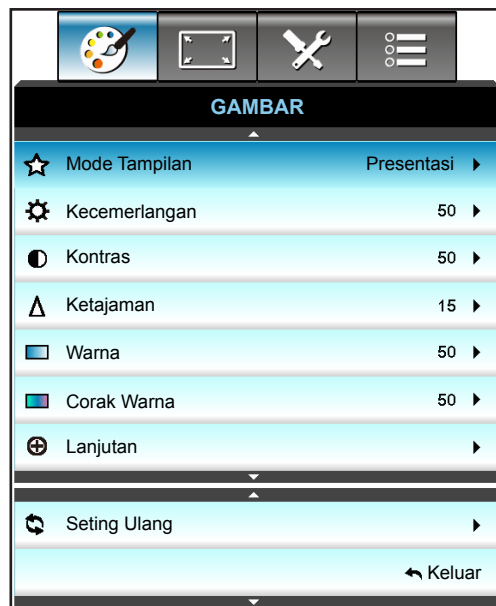 GAMBAR
Mode Tampilan Presentasi
Kecemerlangan 50
Kontras 50
Ketajaman 15
Warna 50
Corak Warna 50
Lanjutan
Seting Ulang
Keluar